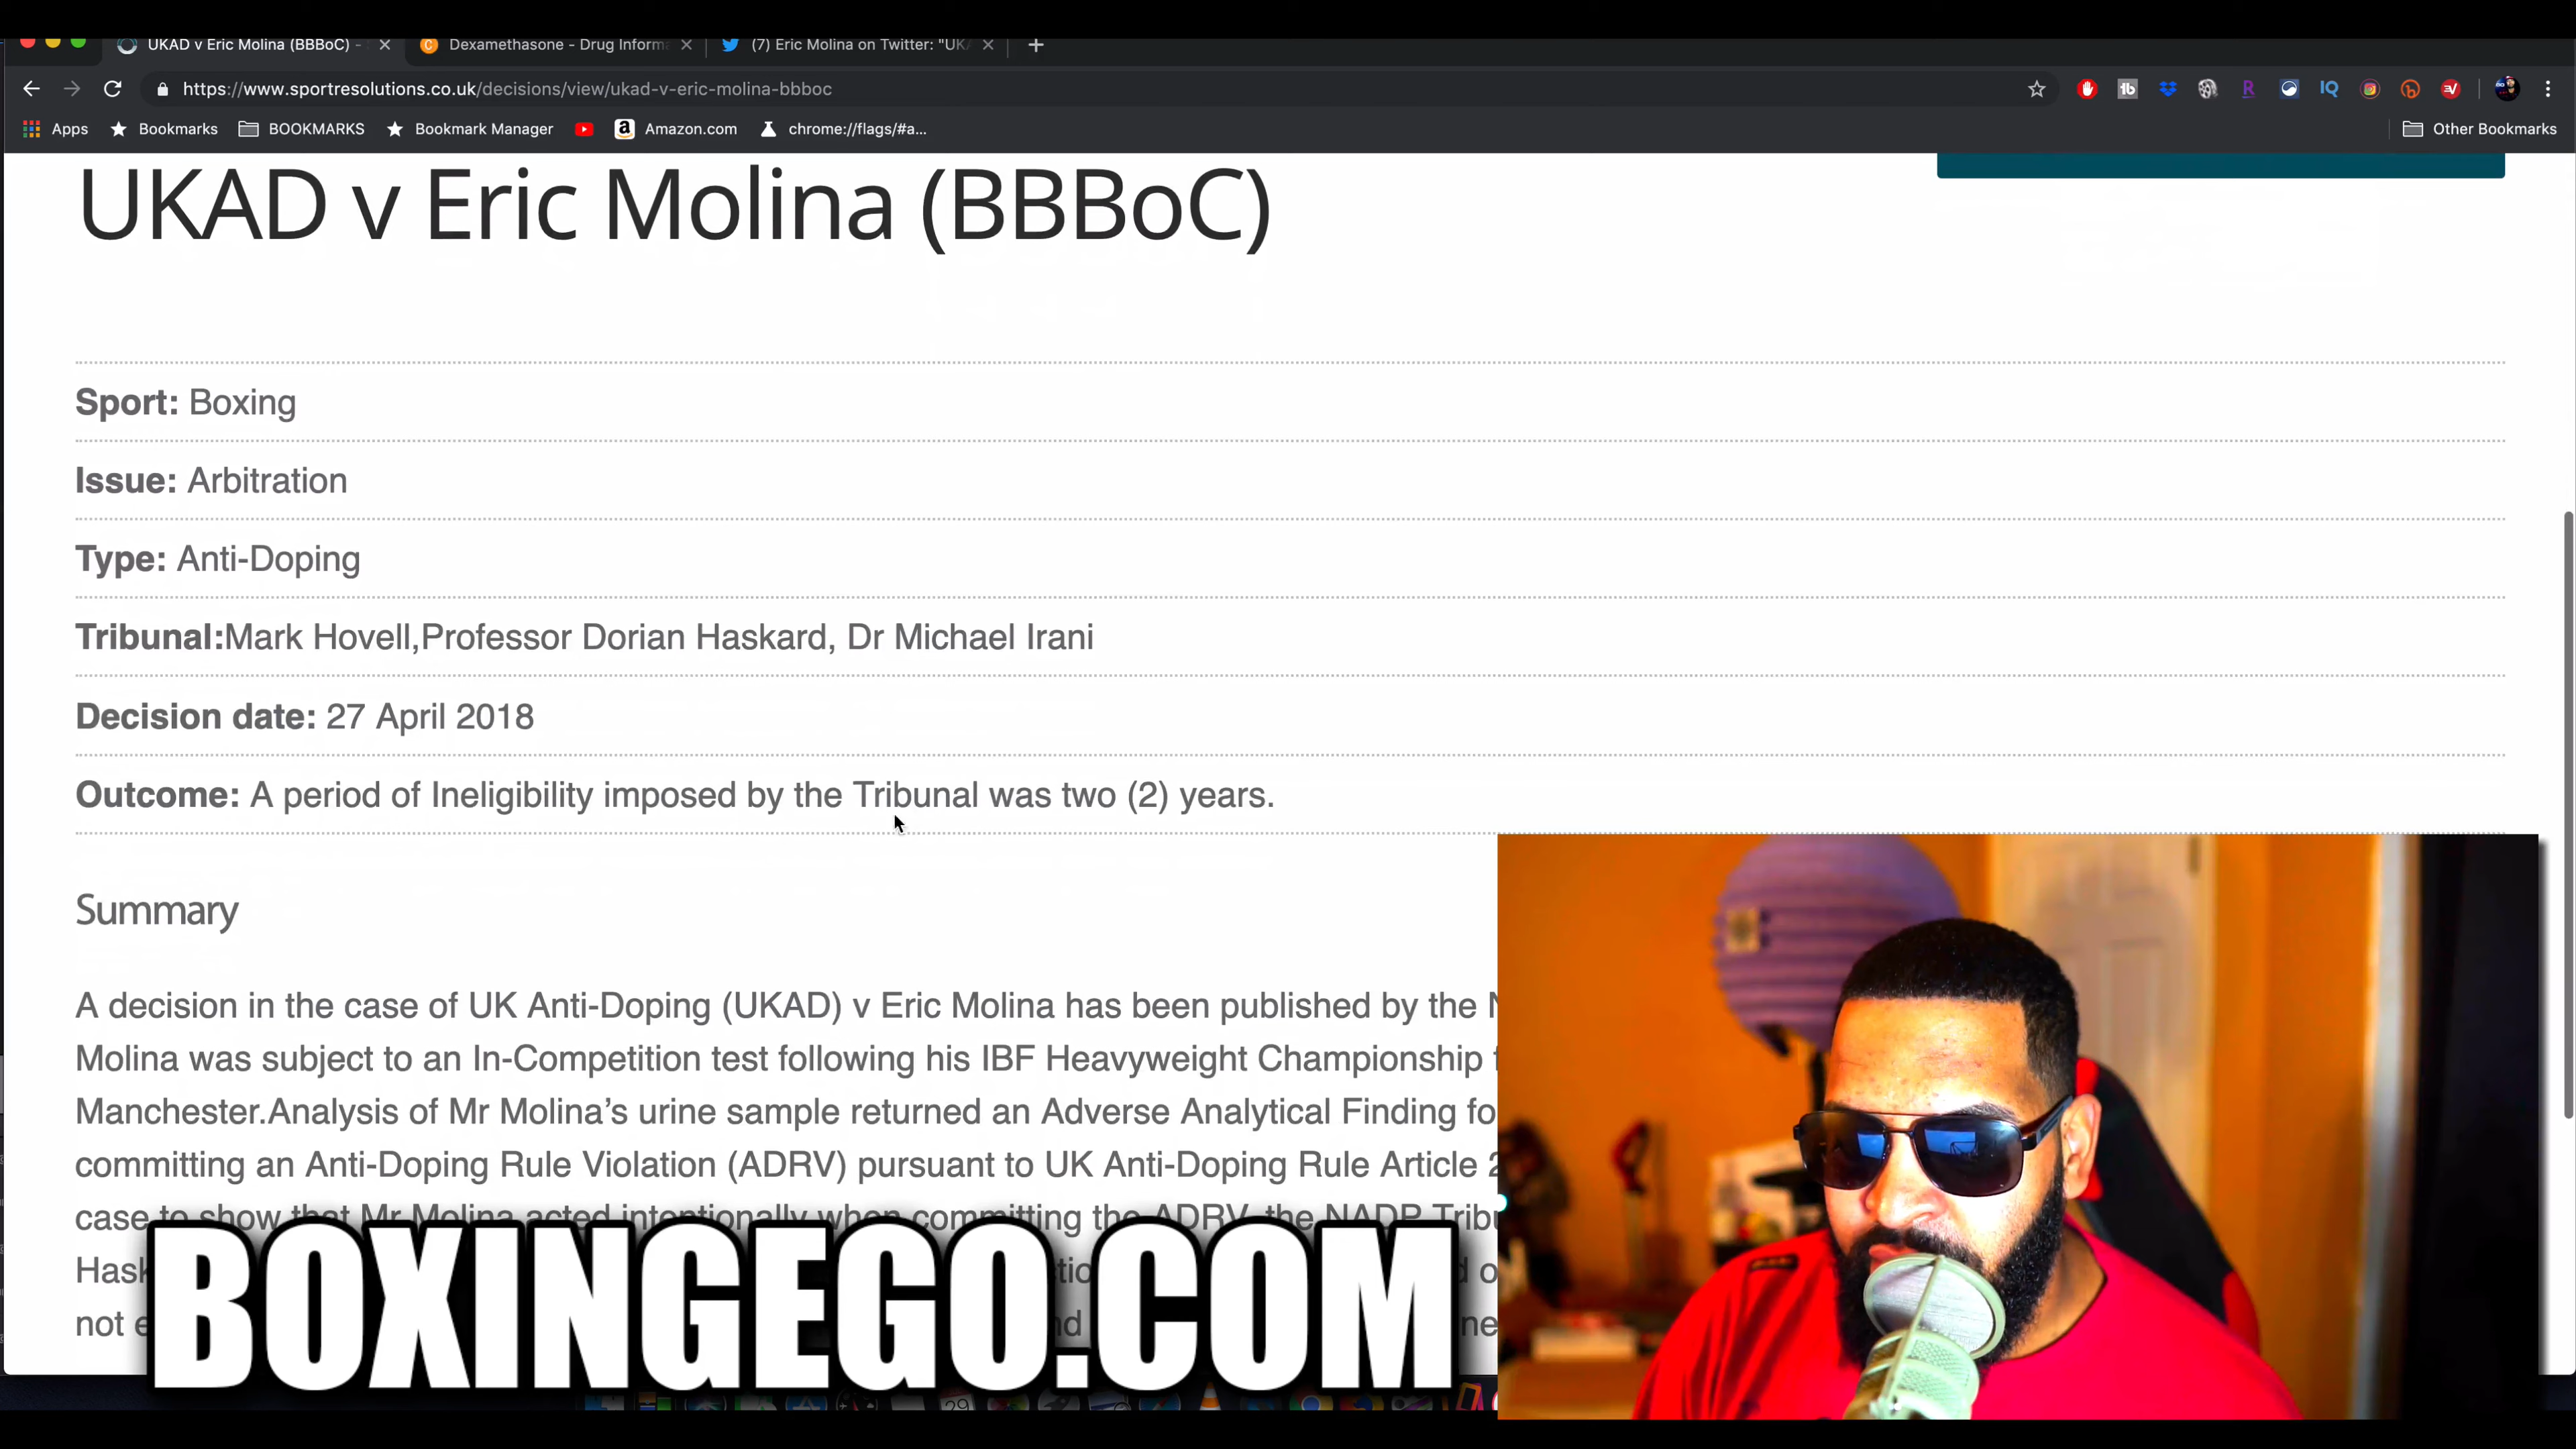 UKAD v Eric Molina (BBBoC) -
Dexamethasone - Drug Inform
(7) Eric Molina on Twitter: "UK
https://www.sportresolutions.co.uk/decisions/view/ukad-v-eric-molina-bbboc
Apps Bookmarks BOOKMARKS Bookmark Manager Amazon.com chrome://flags/#a... Other Bookmarks
UKAD v Eric Molina (BBBoC)
Sport: Boxing
Issue: Arbitration
Type: Anti-Doping
Tribunal:Mark Hovell,Professor Dorian Haskard, Dr Michael Irani
Decision date: 27 April 2018
Outcome: A period of Ineligibility imposed by the Tribunal was two (2) years.
Summary
A decision in the case of UK Anti-Doping (UKAD) v Eric Molina has been published by the
Molina was subject to an In-Competition test following his IBF Heavyweight Championship
Manchester.Analysis of Mr Molina's urine sample returned an Adverse Analytical Finding fo
committing an Anti-Doping Rule Violation (ADRV) pursuant to UK Anti-Doping Rule Article 2
case to show that Mr Molina acted intentionally when committing the ADRV, the NADP Tribu
Hask
not e
BOXINGEGO.COM